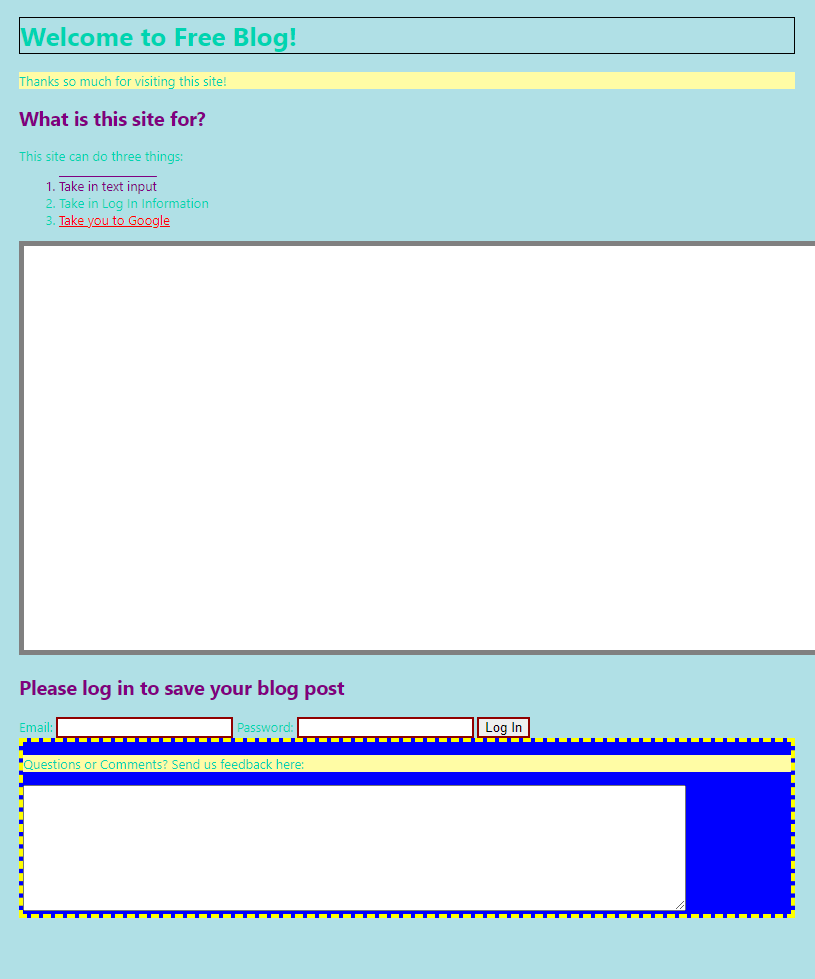 Welcome to Free Blog!
Thanks so much for visiting this site!
What is this site for?
This site can do three things:
1. Take in text input
2. Take in Log In Information
3. Take you to Google
Please log in to save your blog post
Email: Password: Log In
Questions or Comments? Send us feedback here: